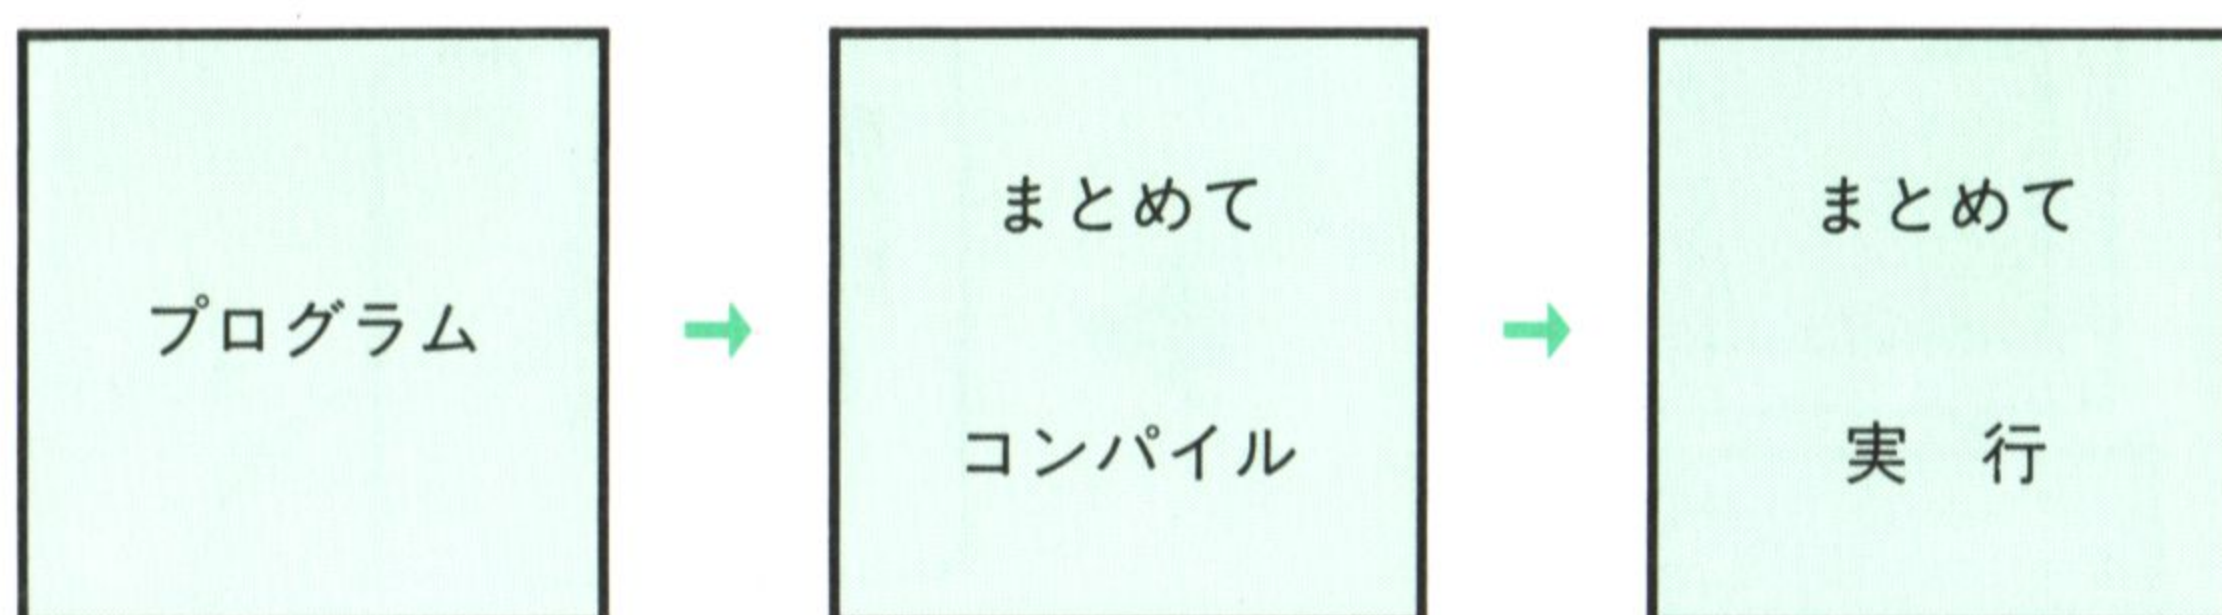 プログラム
まとめて
コンパイル
まとめて
実 行